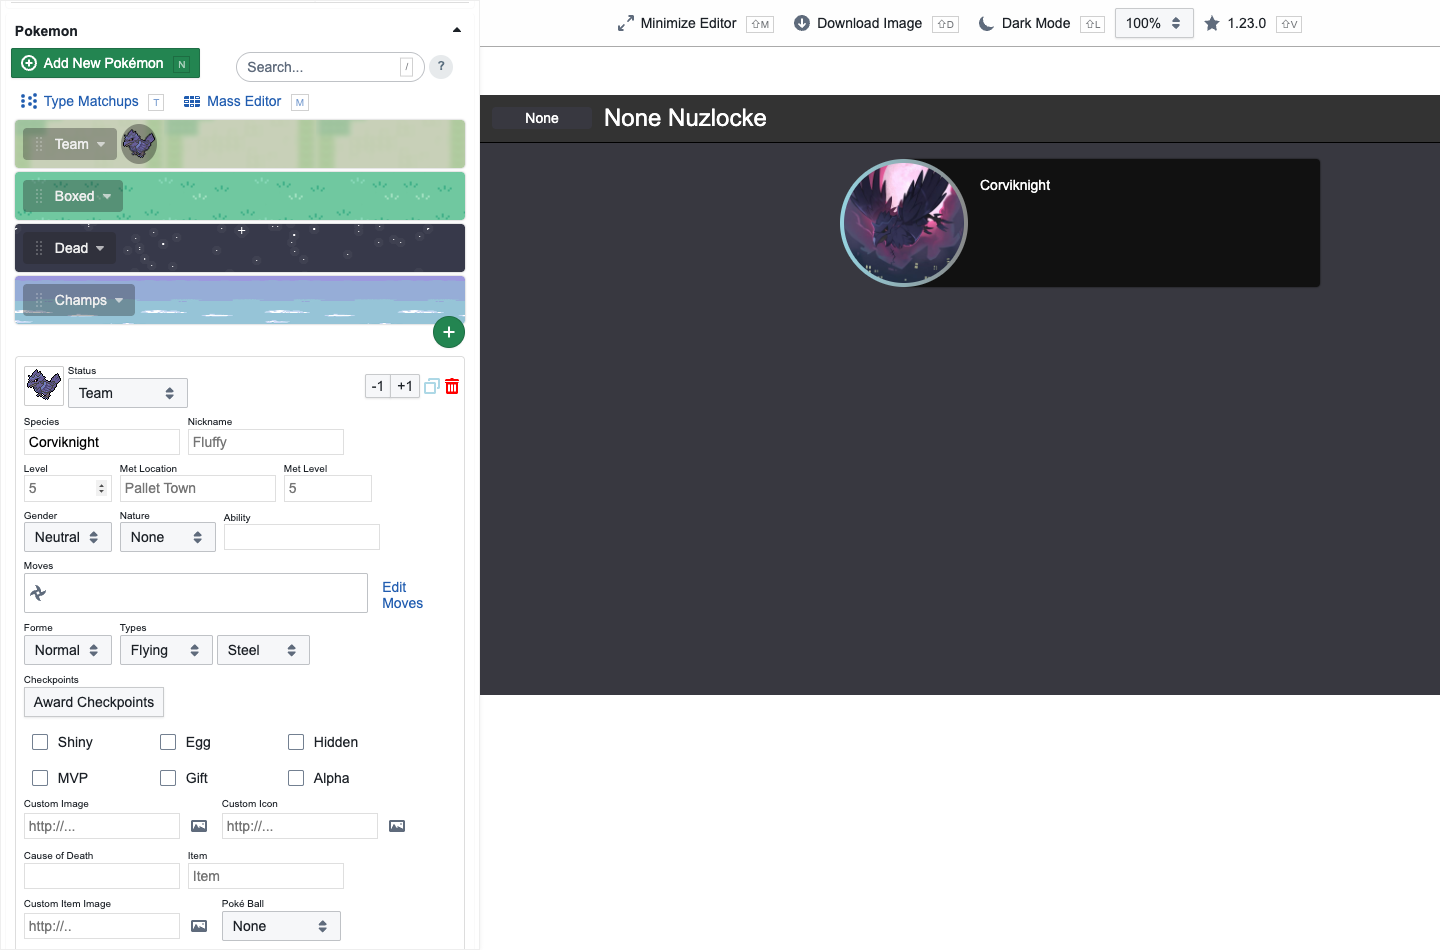 Pokemon
Add New Pokémon N
Search... /
?
Type Matchups T
Mass Editor M
Team
Boxed
Dead
Champs
Status
Team
-1 +1
Species
Corviknight
Nickname
Fluffy
Level
5
Met Location
Pallet Town
Met Level
5
Gender
Neutral
Nature
None
Ability
Moves
Edit
Moves
Forme
Normal
Types
Flying
Steel
Checkpoints
Award Checkpoints
Shiny
Egg
Hidden
MVP
Gift
Alpha
Custom Image
http://...
Custom Icon
http://...
Cause of Death
Item
Item
Custom Item Image
http://..
Poké Ball
None
Minimize Editor ⇧M
Download Image ⇧D
Dark Mode ⇧L
100%
1.23.0 ⇧V
None
None Nuzlocke
Corviknight